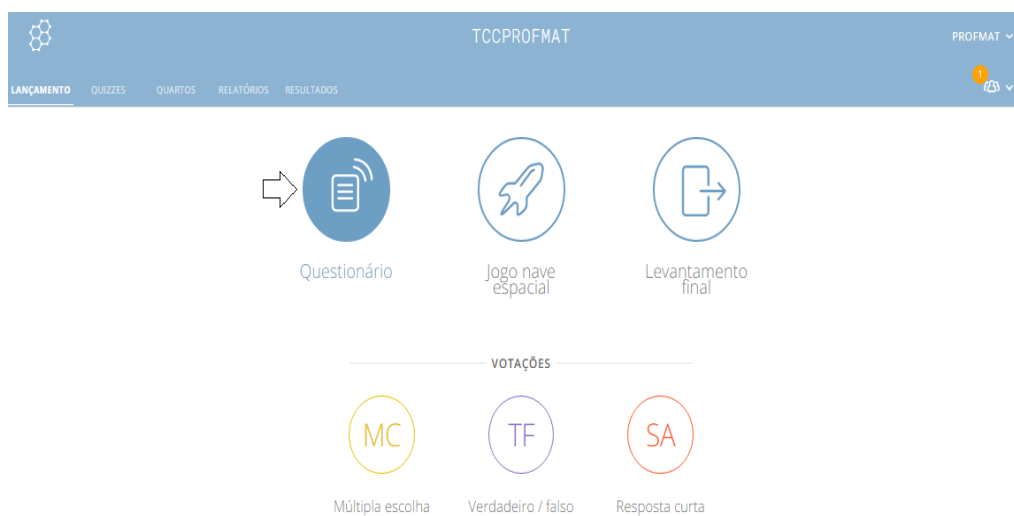 TCCPROFMAT
PROFMAT
1
LANÇAMENTO QUIZZES QUARTOS RELATÓRIOS RESULTADOS
Questionário
Jogo nave
espacial
Levantamento
final
VOTAÇÕES
MC TF SA
Múltipla escolha Verdadeiro / falso Resposta curta